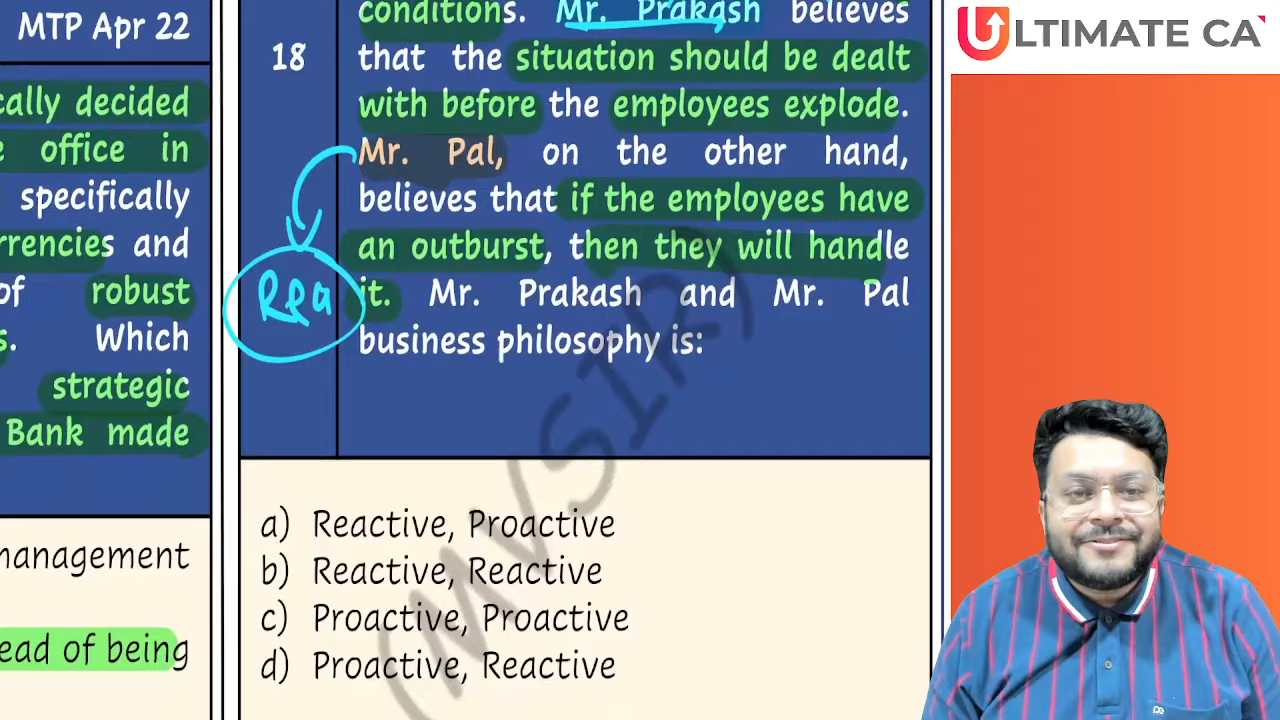 MTP Apr 22
cally decided
office in
specifically
rrencies and
of robust
s. Which
strategic
Bank made
management
ead of being
18
conditions. Mr. Prakash believes
that the situation should be dealt
with before the employees explode.
Mr. Pal, on the other hand,
believes that if the employees have
an outburst, then they will handle
it. Mr. Prakash and Mr. Pal
business philosophy is:
Rea
a) Reactive, Proactive
b) Reactive, Reactive
c) Proactive, Proactive
d) Proactive, Reactive
(MVSIR)
ULTIMATE CA